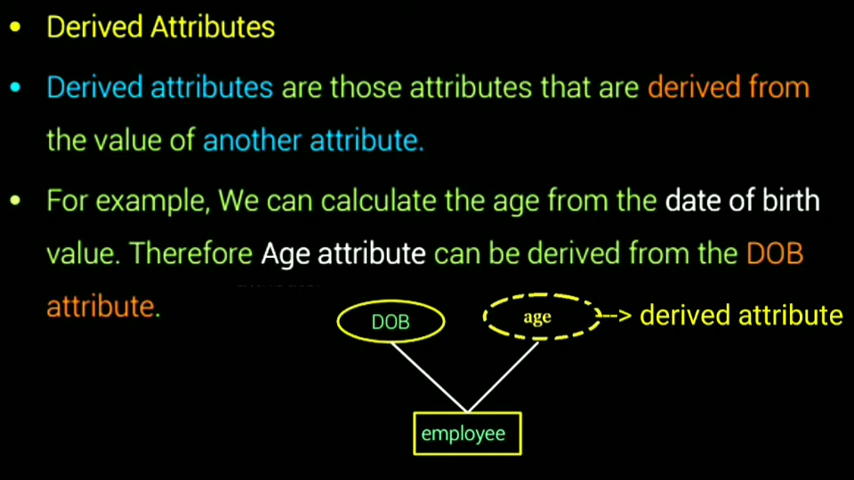 • Derived Attributes
• Derived attributes are those attributes that are derived from
the value of another attribute.
• For example, We can calculate the age from the date of birth
value. Therefore Age attribute can be derived from the DOB
attribute.
DOB
age
--> derived attribute
employee